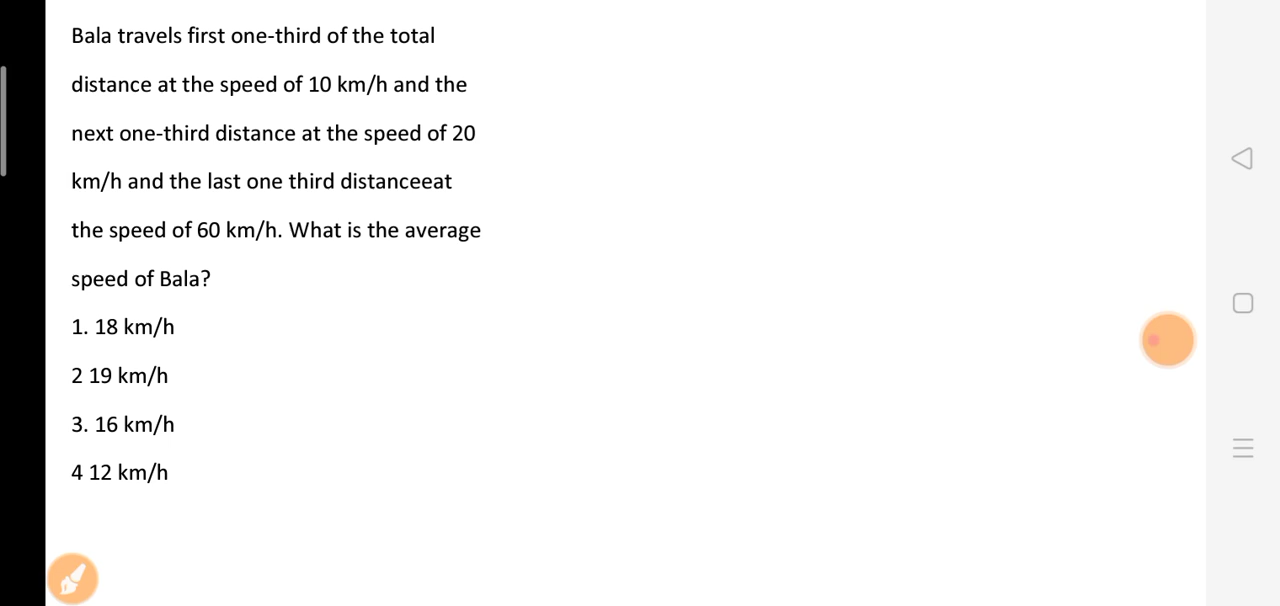 Bala travels first one-third of the total
distance at the speed of 10 km/h and the
next one-third distance at the speed of 20
km/h and the last one third distanceeat
the speed of 60 km/h. What is the average
speed of Bala?
1. 18 km/h
2 19 km/h
3. 16 km/h
4 12 km/h